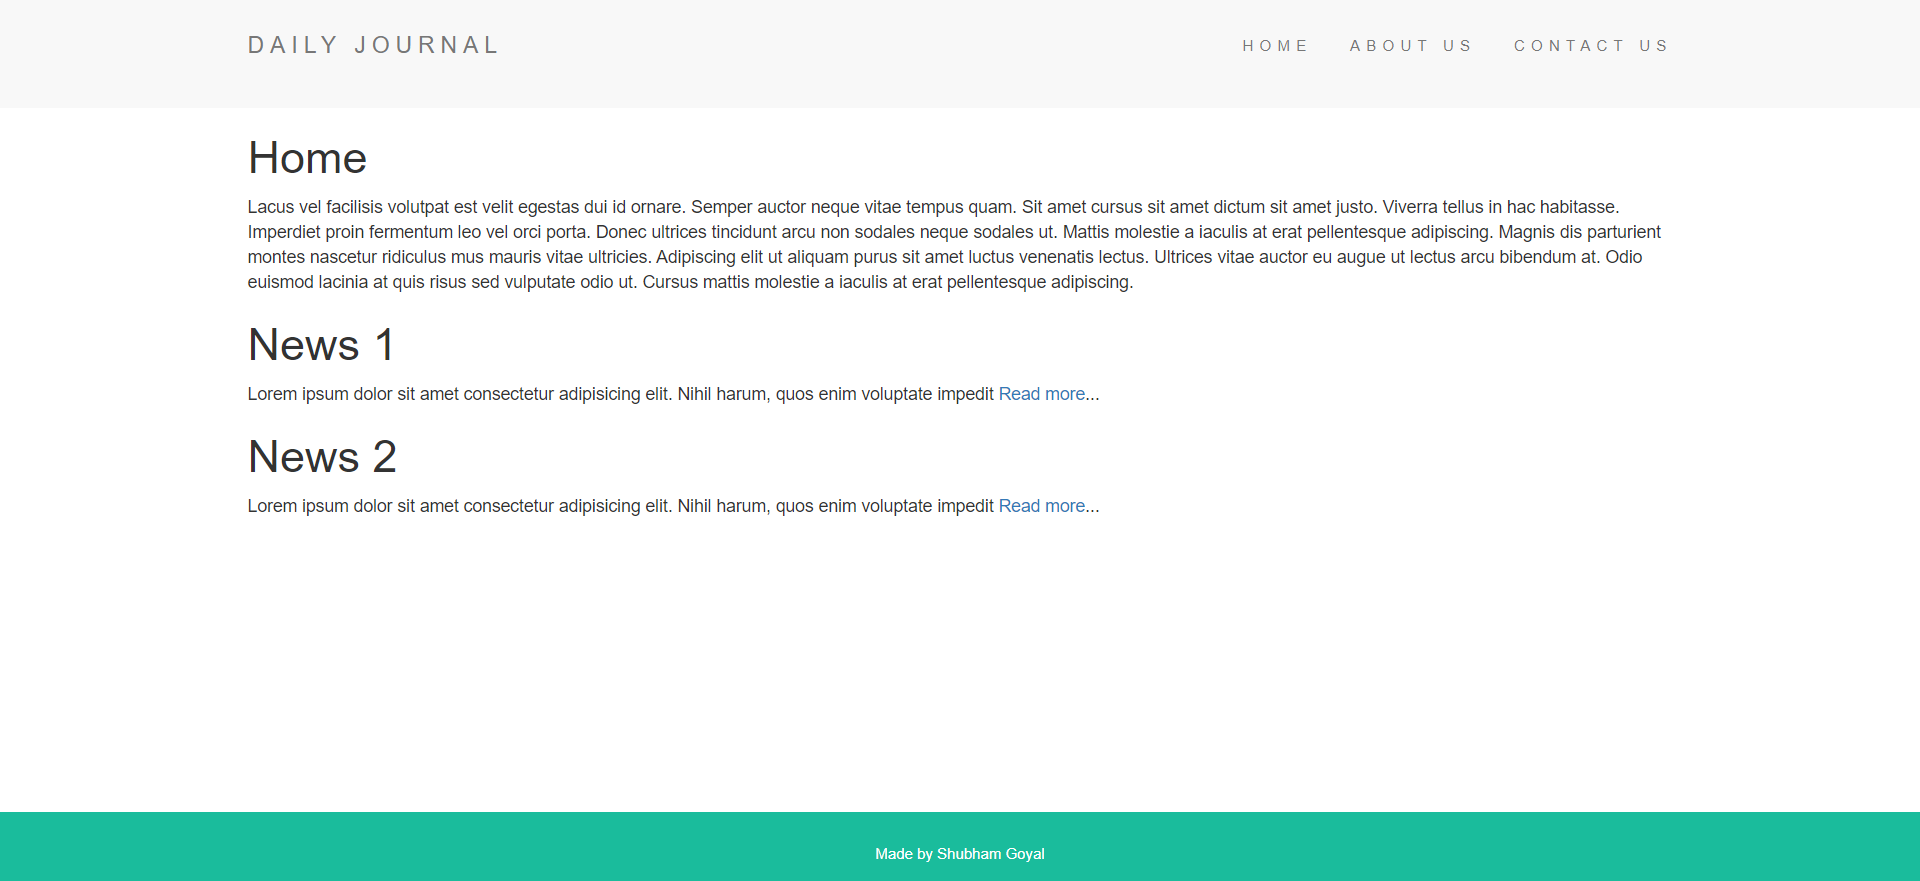 DAILY JOURNAL
HOME ABOUT US CONTACT US
Home
Lacus vel facilisis volutpat est velit egestas dui id ornare. Semper auctor neque vitae tempus quam. Sit amet cursus sit amet dictum sit amet justo. Viverra tellus in hac habitasse.
Imperdiet proin fermentum leo vel orci porta. Donec ultrices tincidunt arcu non sodales neque sodales ut. Mattis molestie a iaculis at erat pellentesque adipiscing. Magnis dis parturient
montes nascetur ridiculus mus mauris vitae ultricies. Adipiscing elit ut aliquam purus sit amet luctus venenatis lectus. Ultrices vitae auctor eu augue ut lectus arcu bibendum at. Odio
euismod lacinia at quis risus sed vulputate odio ut. Cursus mattis molestie a iaculis at erat pellentesque adipiscing.
News 1
Lorem ipsum dolor sit amet consectetur adipisicing elit. Nihil harum, quos enim voluptate impedit Read more...
News 2
Lorem ipsum dolor sit amet consectetur adipisicing elit. Nihil harum, quos enim voluptate impedit Read more...
Made by Shubham Goyal